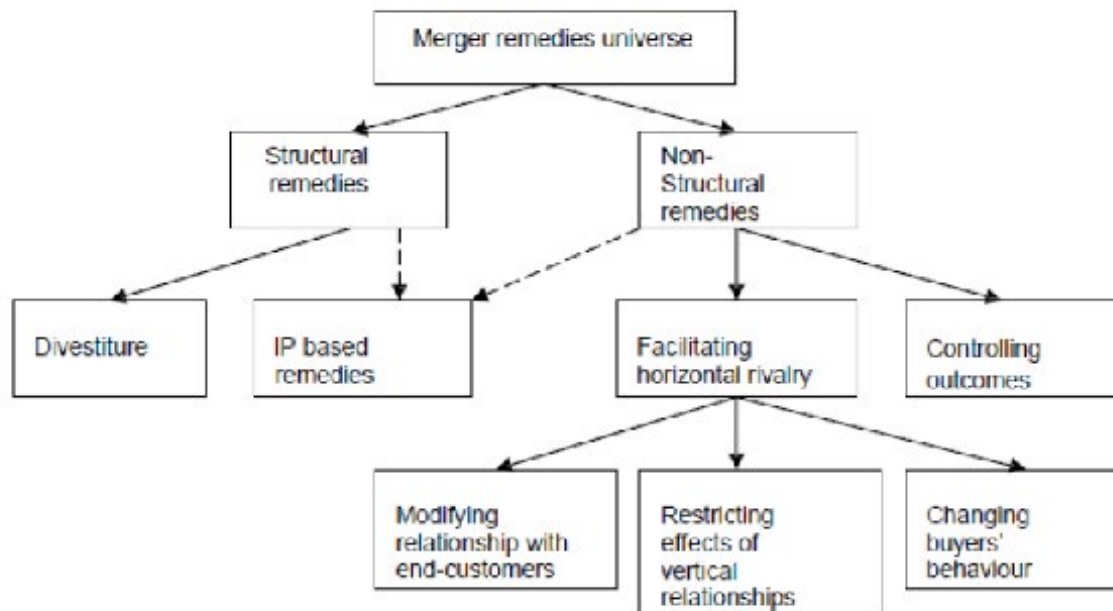 Merger remedies universe
Structural
remedies
Non-
Structural
remedies
Divestiture
IP based
remedies
Facilitating
horizontal rivalry
Controlling
outcomes
Modifying
relationship with
end-customers
Restricting
effects of
vertical
relationships
Changing
buyers'
behaviour